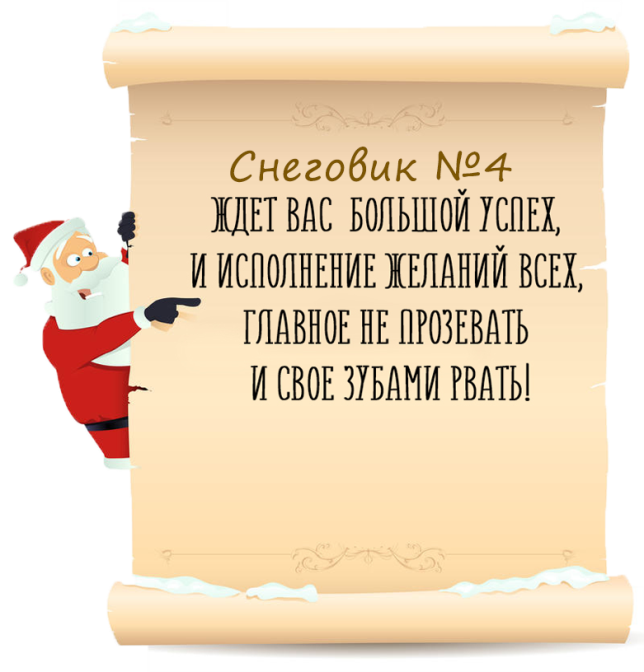 Снеговик №4
ЖДЕТ ВАС БОЛЬШОЙ УСПЕХ,
И ИСПОЛНЕНИЕ ЖЕЛАНИЙ ВСЕХ,
ГЛАВНОЕ НЕ ПРОЗЕВАТЬ
И СВОЕ ЗУБАМИ РВАТЬ!